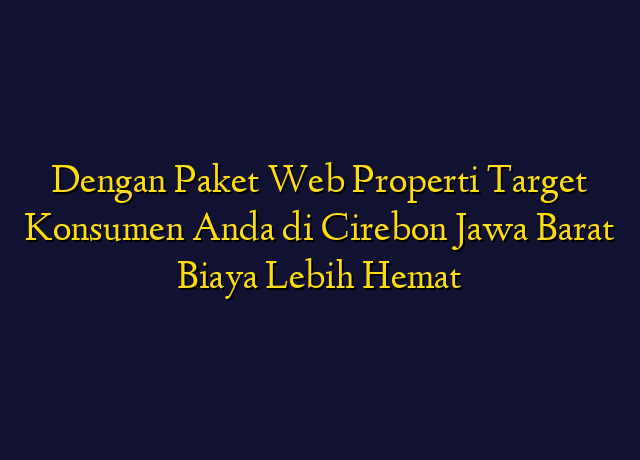 Dengan Paket Web Properti Target
Konsumen Anda di Cirebon Jawa Barat
Biaya Lebih Hemat